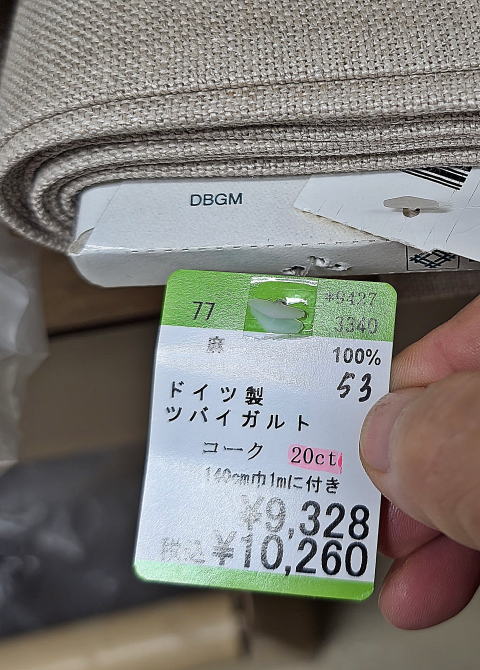 DBGM
77
3340
麻
100%
53
ドイツ製
ツバイガルト
コーク 20ct
140cm巾1mに付き
¥9,328
税込¥10,260